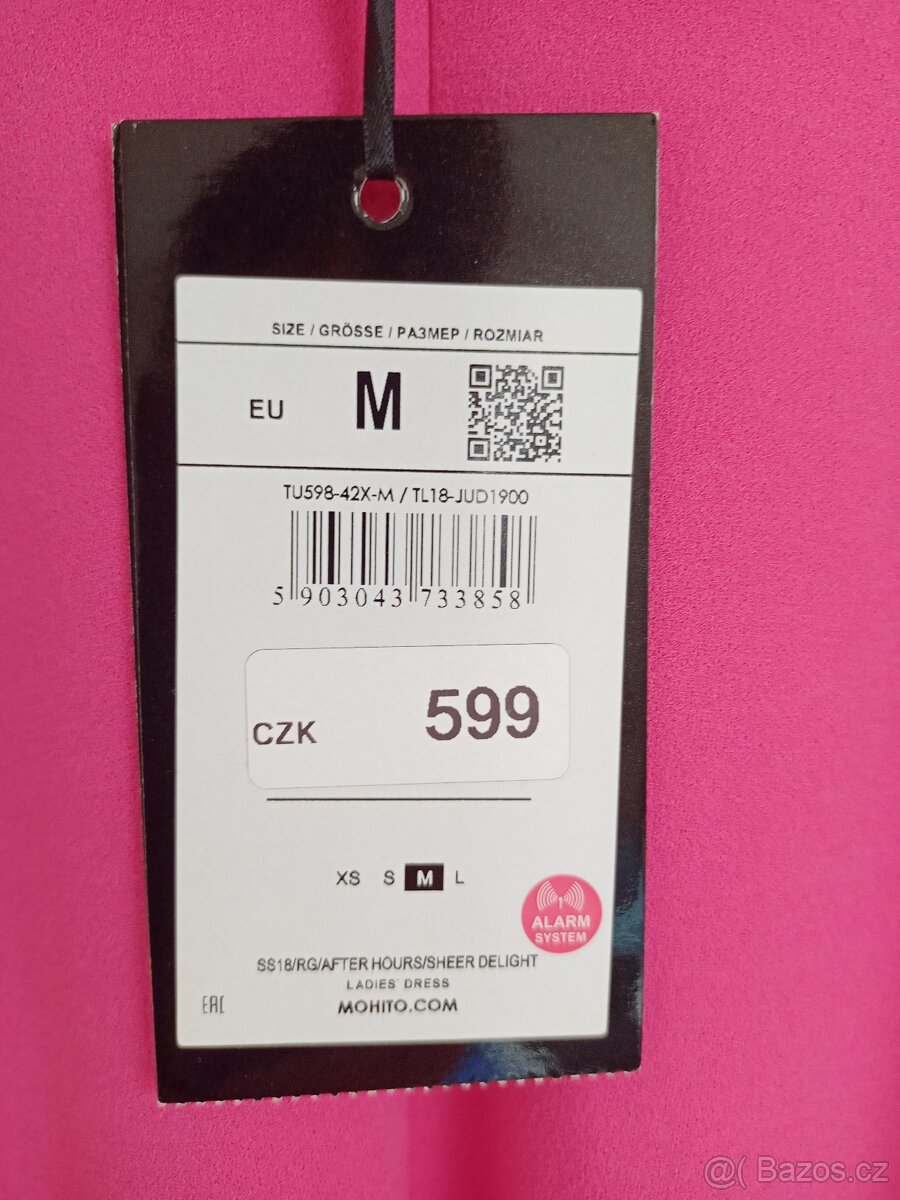 SIZE / GRÖSSE / РАЗМЕР / ROZMIAR
EU M
TU598-42X-M / TL18-JUD1900
5 903043 733858
CZK 599
XS S M L
ALARM
SYSTEM
SS18/RG/AFTER HOURS/SHEER DELIGHT
LADIES` DRESS
EAC MOHITO.COM
@( Bazos.cz